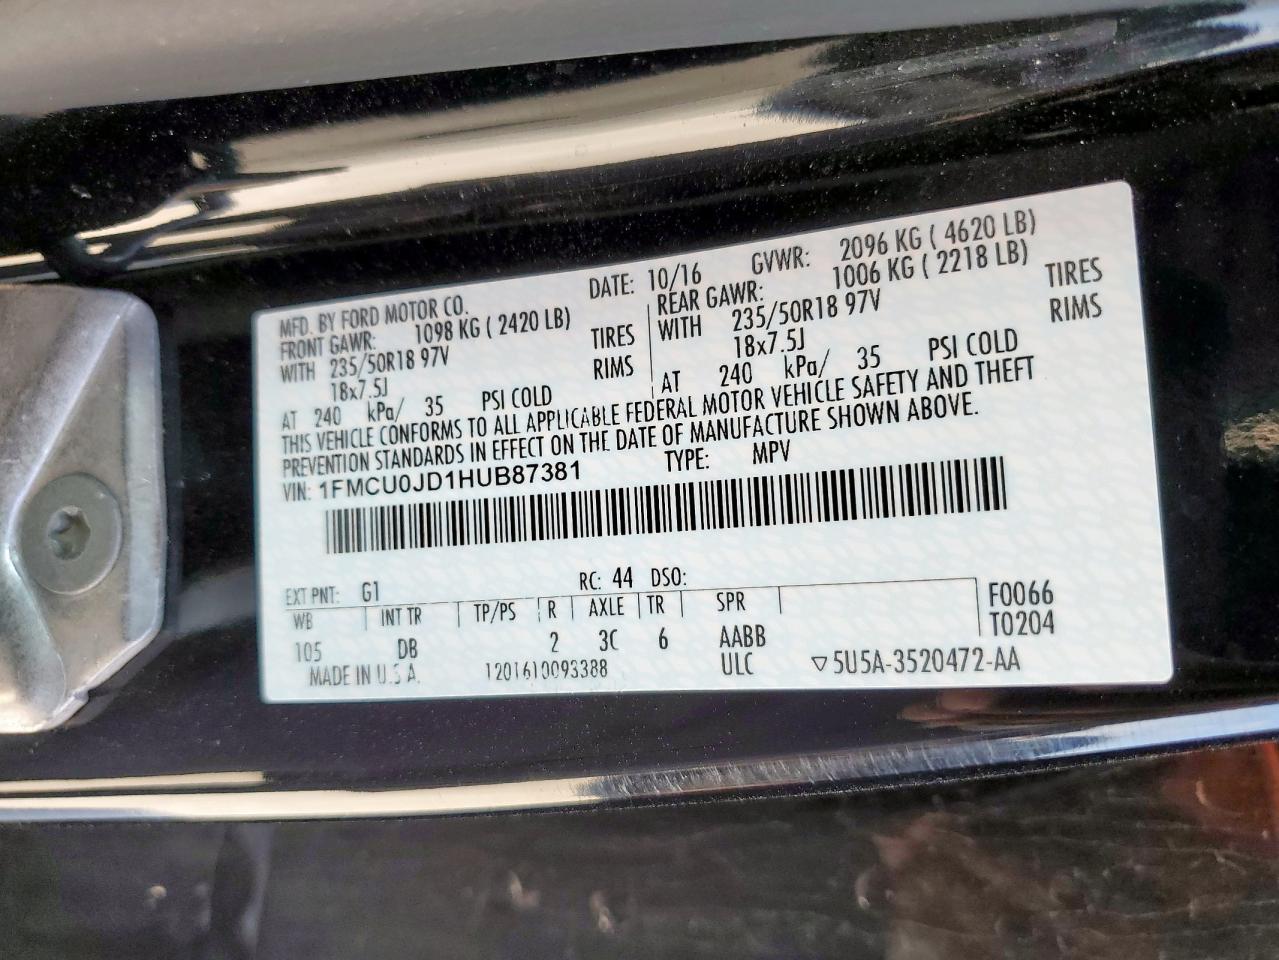 MFD. BY FORD MOTOR CO.
DATE: 10/16 GVWR: 2096 KG ( 4620 LB)
FRONT GAWR: 1098 KG ( 2420 LB) REAR GAWR: 1006 KG ( 2218 LB)
WITH 235/50R18 97V TIRES WITH 235/50R18 97V TIRES
18x7.5J RIMS 18x7.5J RIMS
AT 240 kPa/ 35 PSI COLD AT 240 kPa/ 35 PSI COLD
THIS VEHICLE CONFORMS TO ALL APPLICABLE FEDERAL MOTOR VEHICLE SAFETY AND THEFT
PREVENTION STANDARDS IN EFFECT ON THE DATE OF MANUFACTURE SHOWN ABOVE.
VIN: 1FMCU0JD1HUB87381 TYPE: MPV
EXT PNT: G1 RC: 44 DSO:
WB INT TR TP/PS R AXLE TR SPR F0066
105 DB 2 3C 6 AABB T0204
MADE IN U.S.A. 1201610093388 ULC ▽5U5A-3520472-AA